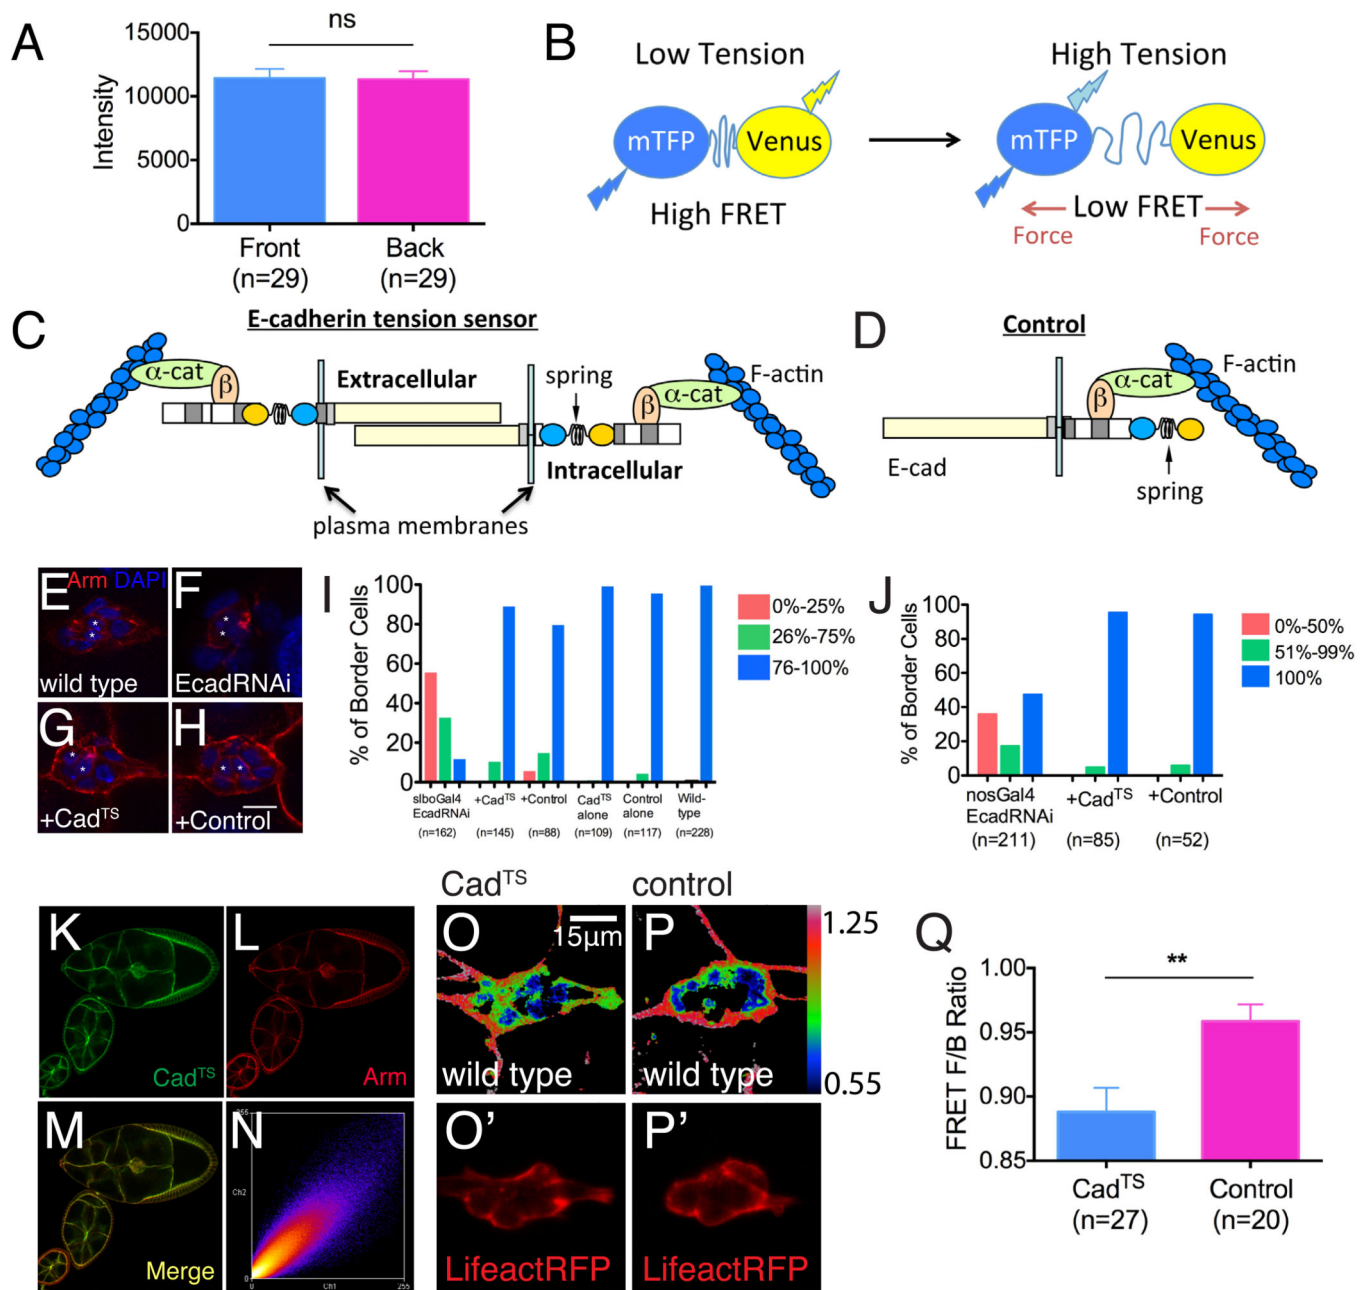 A
ns
15000
10000
5000
0
Intensity
Front
(n=29)
Back
(n=29)
B
Low Tension
High Tension
mTFP
Venus
mTFP
Venus
High FRET
Low FRET
Force
Force
C
E-cadherin tension sensor
α-cat
β
Extracellular
spring
β
α-cat
F-actin
Intracellular
plasma membranes
D
Control
F-actin
α-cat
β
E-cad
spring
E
Arm DAPI
wild type
F
EcadRNAi
G
+CadTS
H
+Control
I
100
80
60
40
20
0
% of Border Cells
0%-25%
26%-75%
76-100%
slboGal4
EcadRNAi
(n=162)
+CadTS
(n=145)
+Control
(n=88)
CadTS
alone
(n=109)
Control
alone
(n=117)
Wild-
type
(n=228)
J
100
80
60
40
20
0
% of Border Cells
0%-50%
51%-99%
100%
nosGal4
EcadRNAi
(n=211)
+CadTS
(n=85)
+Control
(n=52)
K
CadTS
L
Arm
M
Merge
N
255
Ch2
0
0
Ch1
255
CadTS
control
O
15μm
wild type
P
wild type
1.25
0.55
O'
LifeactRFP
P'
LifeactRFP
Q
**
1.00
0.95
0.90
0.85
FRET F/B Ratio
CadTS
(n=27)
Control
(n=20)